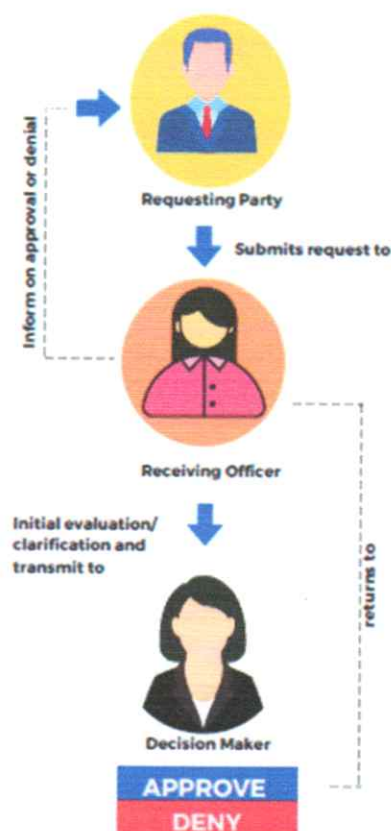 Requesting Party
Inform on approval or denial
Submits request to
Receiving Officer
Initial evaluation/
clarification and
transmit to
returns to
Decision Maker
APPROVE
DENY